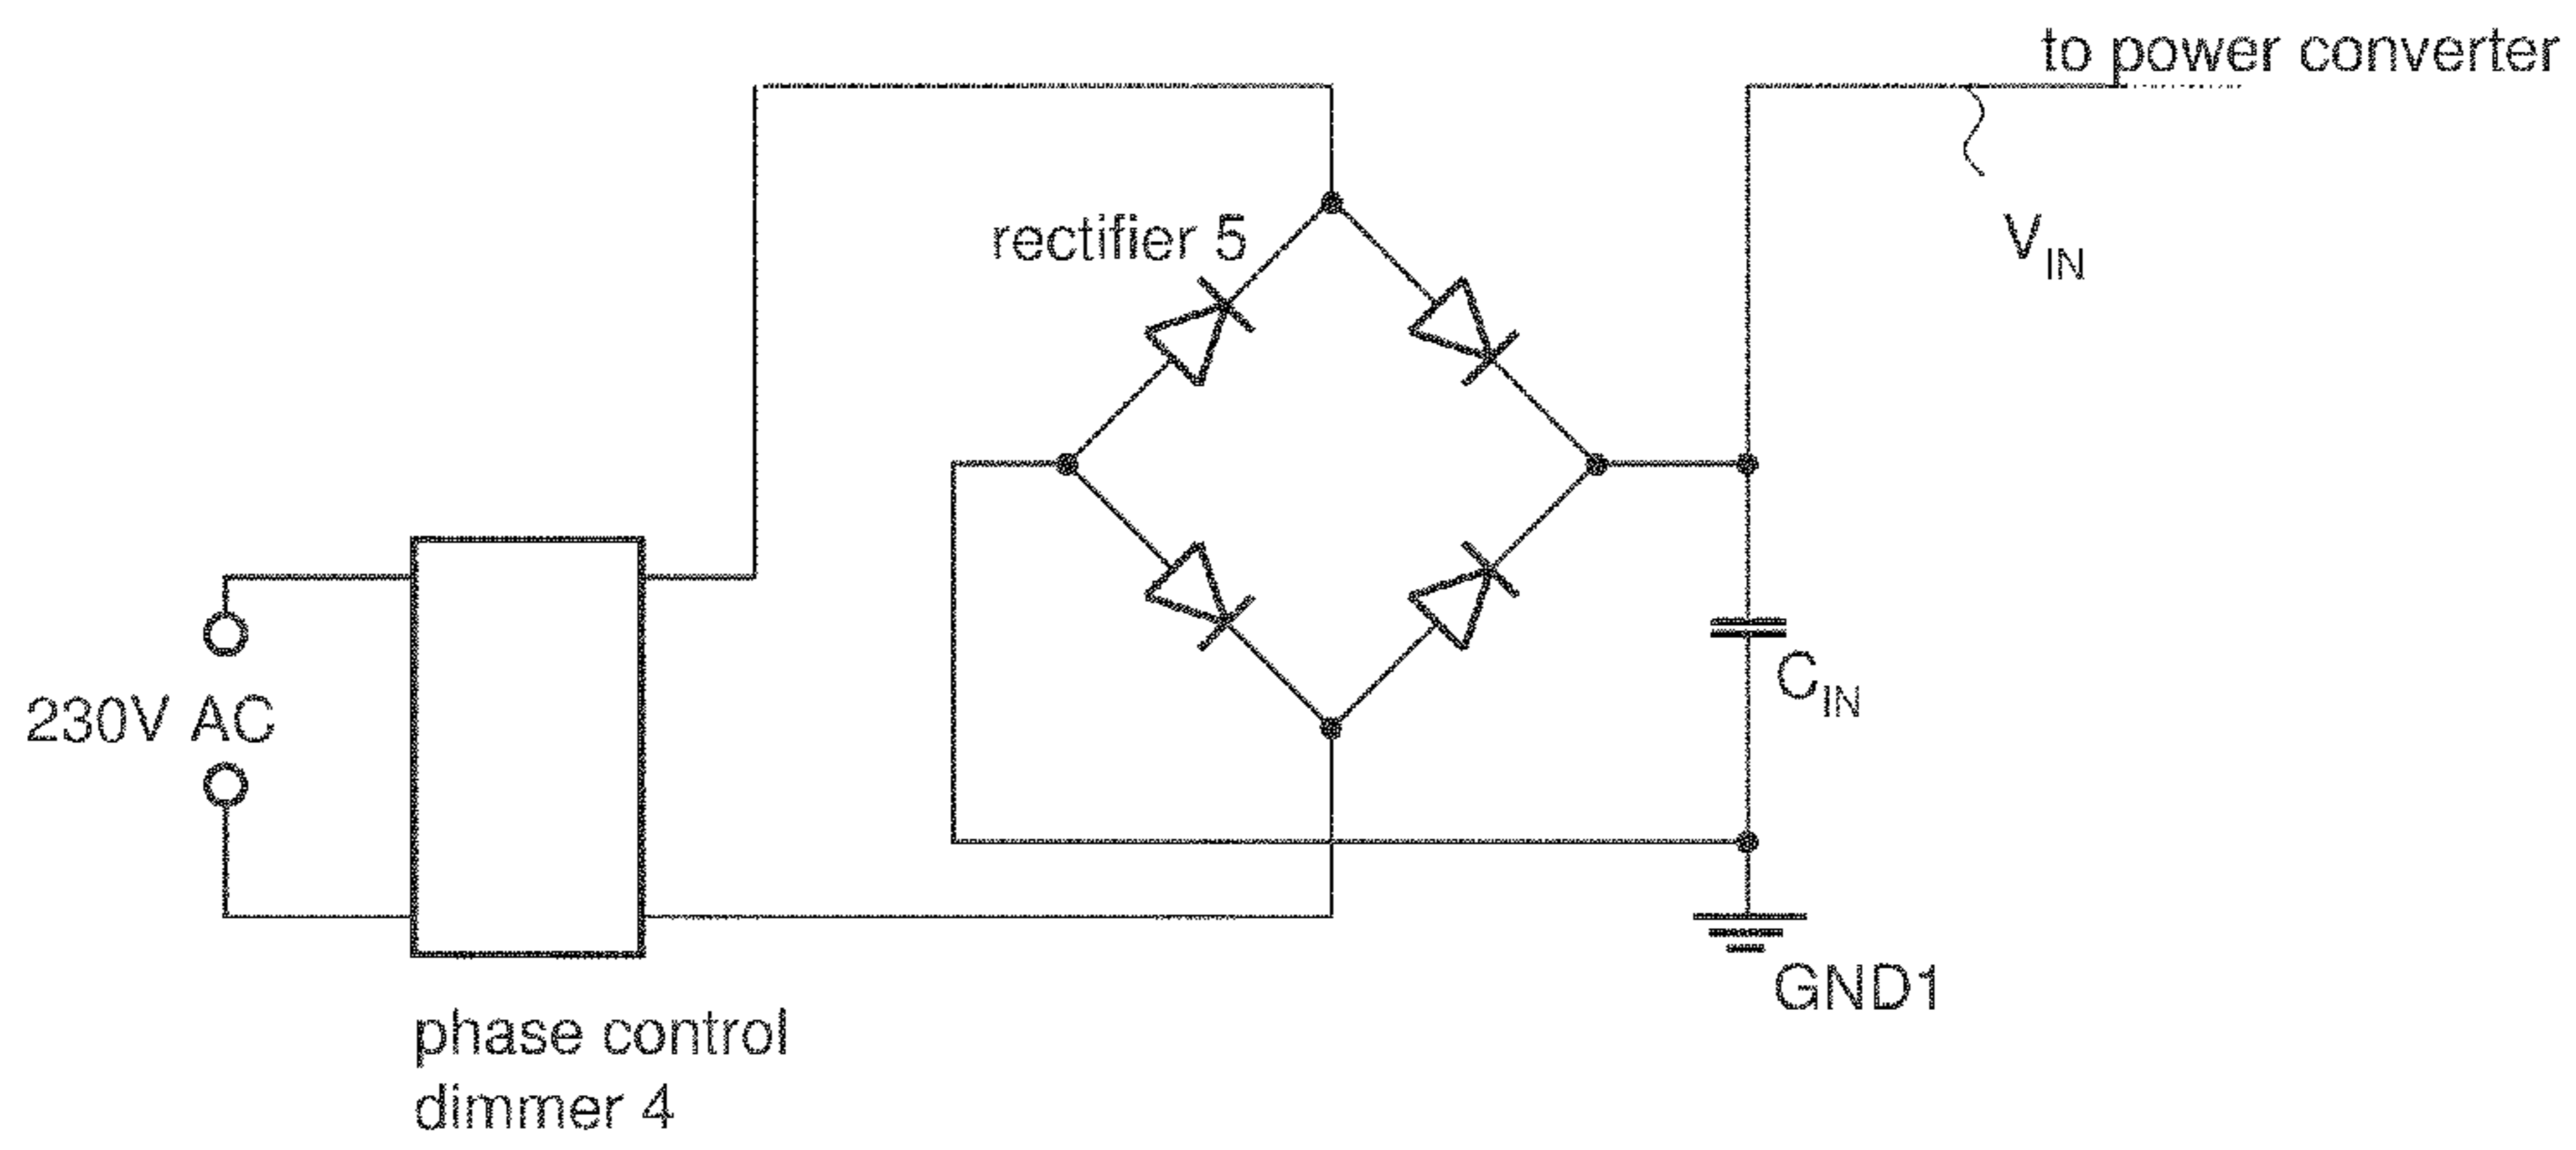 to power converter
rectifier 5
V_IN
230V AC
C_IN
GND1
phase control
dimmer 4